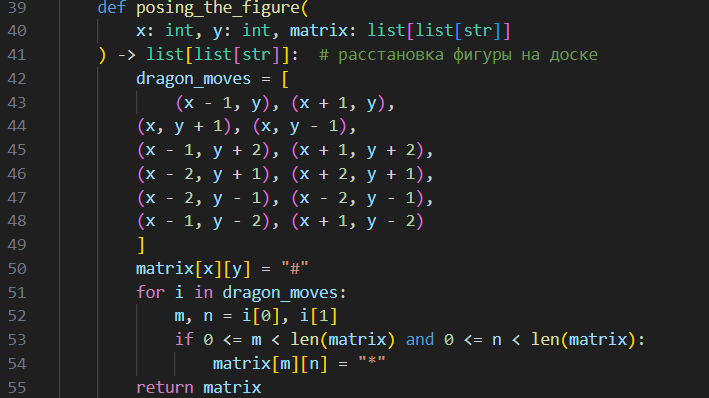 39 def posing_the_figure(
40 x: int, y: int, matrix: list[list[str]]
41 ) -> list[list[str]]:  # расстановка фигуры на доске
42 dragon_moves = [
43 (x - 1, y), (x + 1, y),
44 (x, y + 1), (x, y - 1),
45 (x - 1, y + 2), (x + 1, y + 2),
46 (x - 2, y + 1), (x + 2, y + 1),
47 (x - 2, y - 1), (x - 2, y - 1),
48 (x - 1, y - 2), (x + 1, y - 2)
49 ]
50 matrix[x][y] = "#"
51 for i in dragon_moves:
52 m, n = i[0], i[1]
53 if 0 <= m < len(matrix) and 0 <= n < len(matrix):
54 matrix[m][n] = "*"
55 return matrix